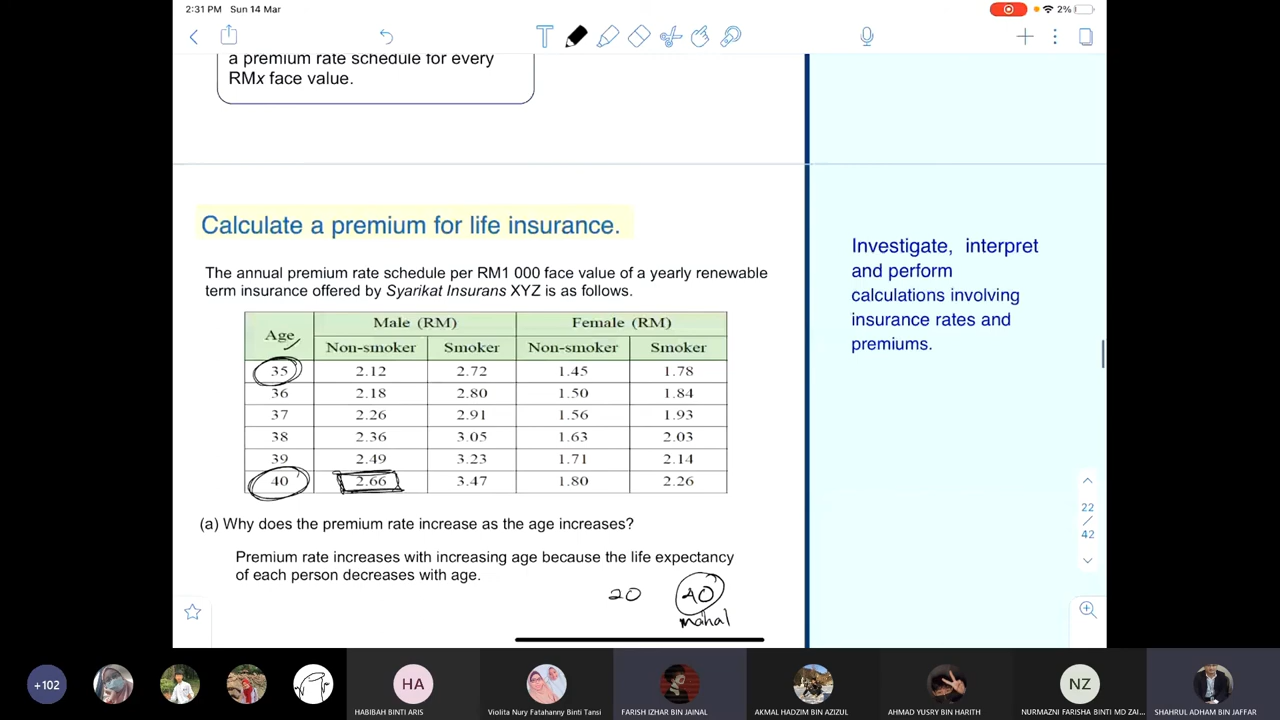 2:31 PM Sun 14 Mar
2%
T
a premium rate schedule for every
RMx face value.
Calculate a premium for life insurance.
The annual premium rate schedule per RM1 000 face value of a yearly renewable
term insurance offered by Syarikat Insurans XYZ is as follows.
Age Male (RM) Female (RM)
Non-smoker Smoker Non-smoker Smoker
35 2.12 2.72 1.45 1.78
36 2.18 2.80 1.50 1.84
37 2.26 2.91 1.56 1.93
38 2.36 3.05 1.63 2.03
39 2.49 3.23 1.71 2.14
40 2.66 3.47 1.80 2.26
(a) Why does the premium rate increase as the age increases?
Premium rate increases with increasing age because the life expectancy
of each person decreases with age.
20 40
mahal
Investigate, interpret
and perform
calculations involving
insurance rates and
premiums.
22
/
42
+102
HA
HABIBAH BINTI ARIS
Violita Nury Fatahanny Binti Tansi
FARISH IZHAR BIN JAINAL
AKMAL HADZIM BIN AZIZUL
AHMAD YUSRY BIN HARITH
NZ
NURMAZNI FARISHA BINTI MD ZAI...
SHAHRUL ADHAM BIN JAFFAR